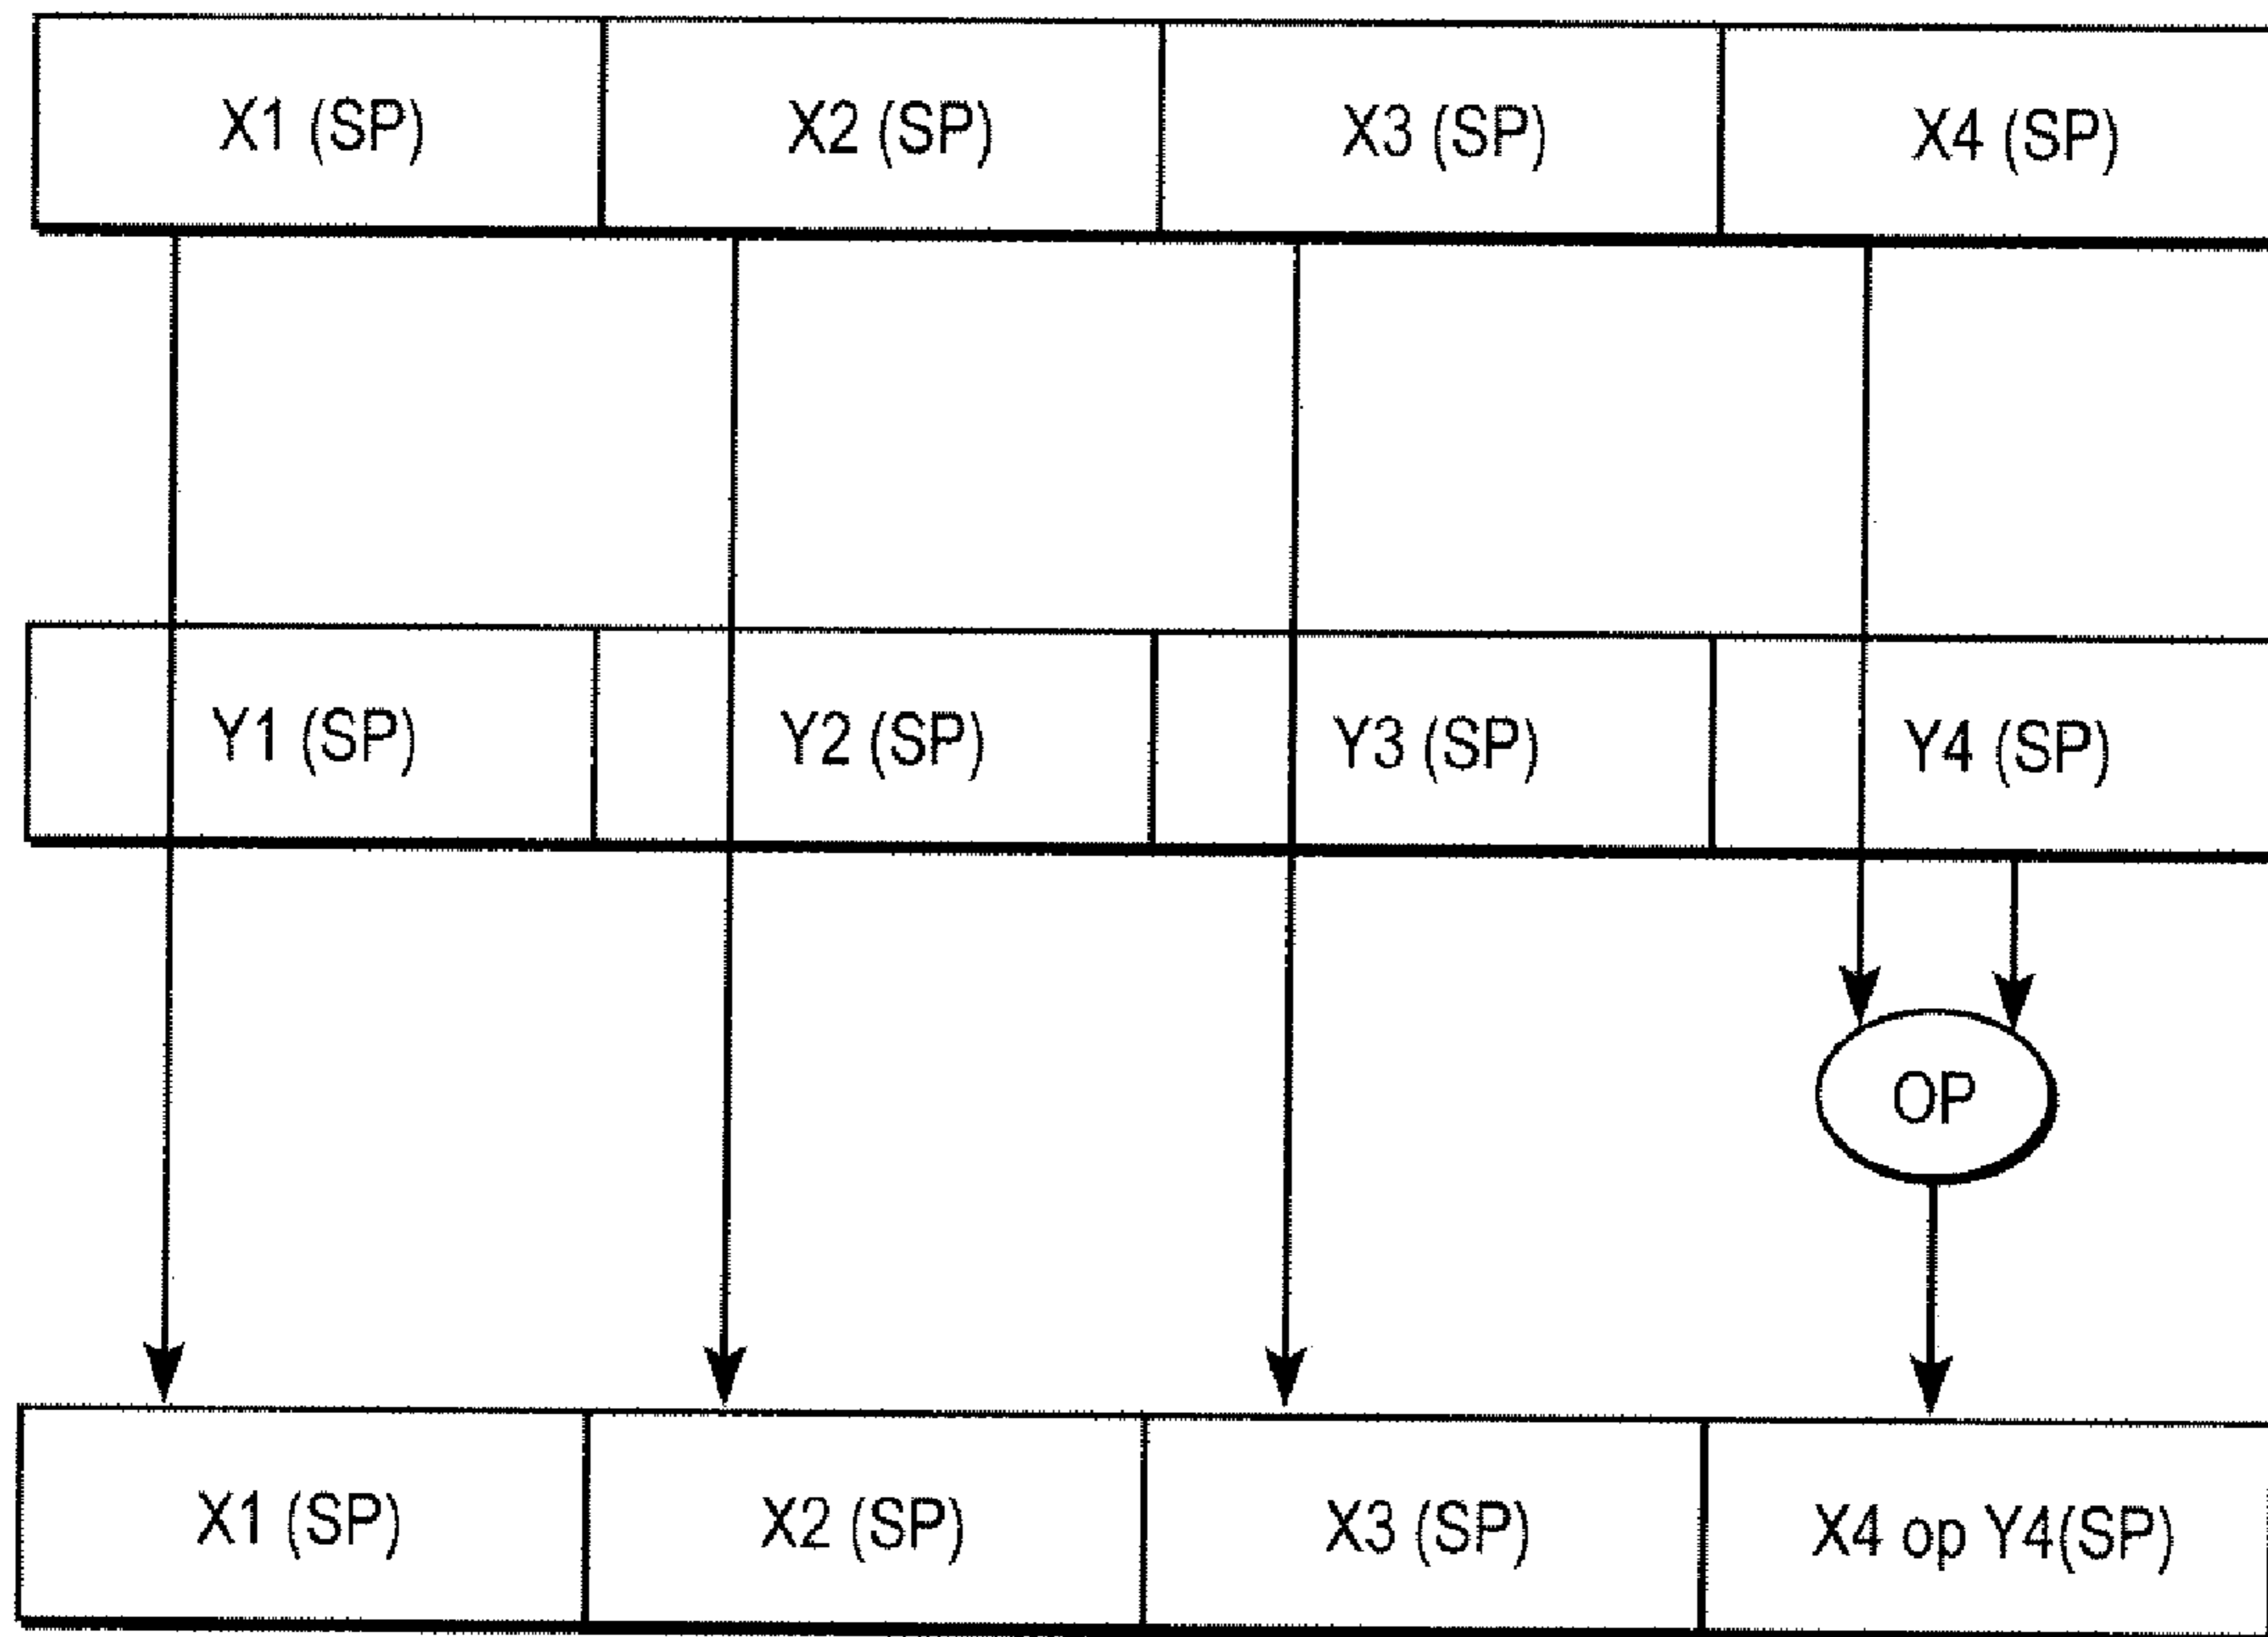 X1 (SP) X2 (SP) X3 (SP) X4 (SP)
Y1 (SP) Y2 (SP) Y3 (SP) Y4 (SP)
OP
X1 (SP) X2 (SP) X3 (SP) X4 op Y4(SP)